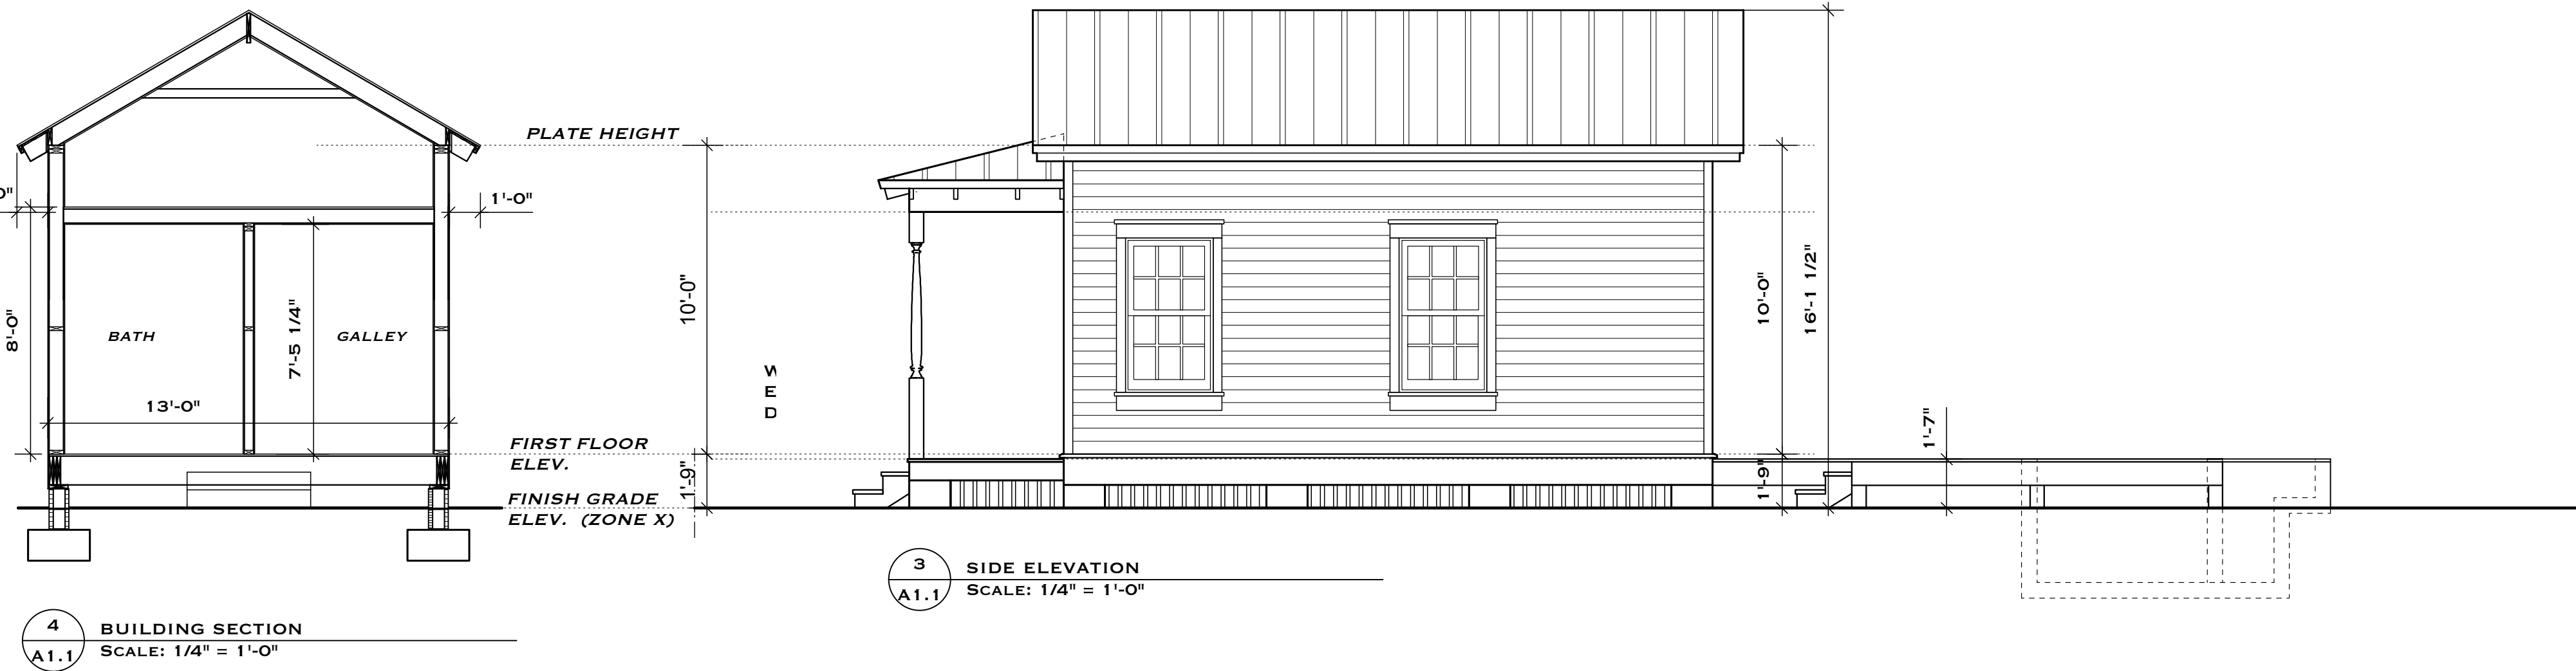 PLATE HEIGHT
0"
1'-0"
8'-0"
BATH
7'-5 1/4"
GALLEY
13'-0"
10'-0"
W
E
D
FIRST FLOOR
ELEV.
1'-9"
FINISH GRADE
ELEV. (ZONE X)
10'-0"
16'-1 1/2"
1'-9"
1'-7"
3
A1.1
SIDE ELEVATION
SCALE: 1/4" = 1'-0"
4
A1.1
BUILDING SECTION
SCALE: 1/4" = 1'-0"